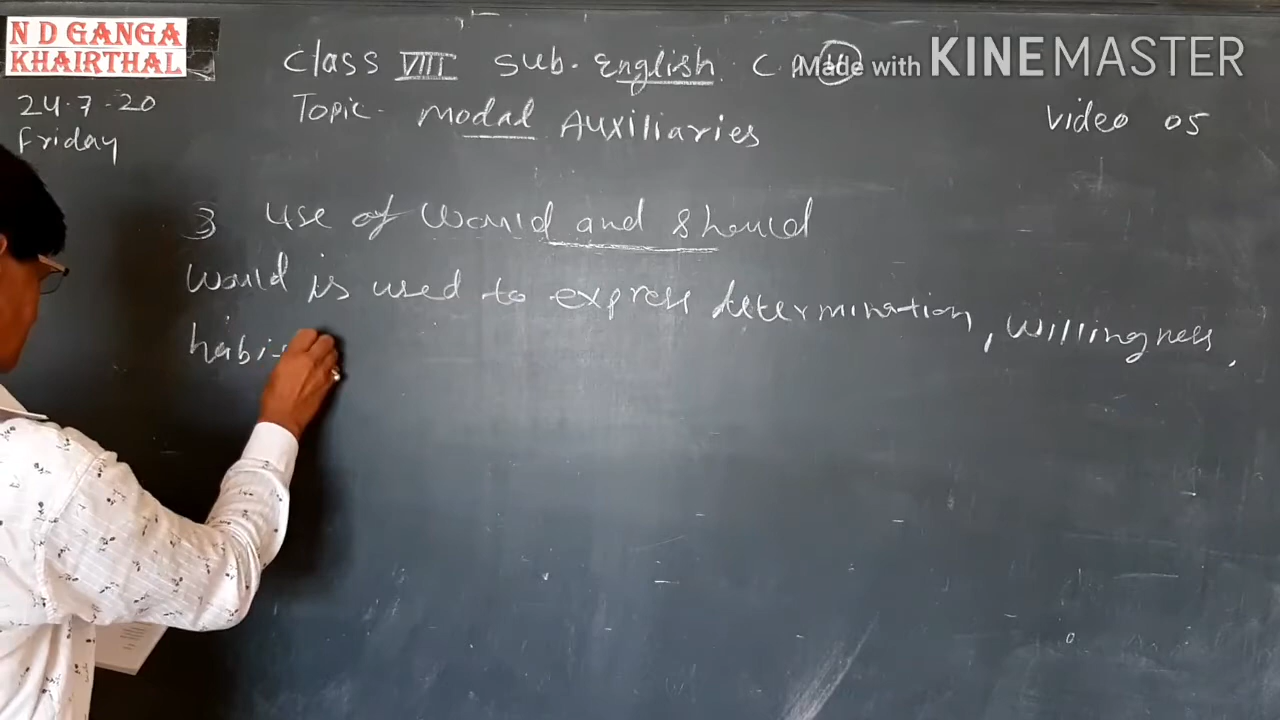 N D GANGA
KHAIRTHAL
24.7.20
Friday
Class VIII Sub. English C.
Made with KINEMASTER
Topic - Modal Auxiliaries
Video 05
3 Use of Would and Should
Would is used to express determination, willingness,
habi